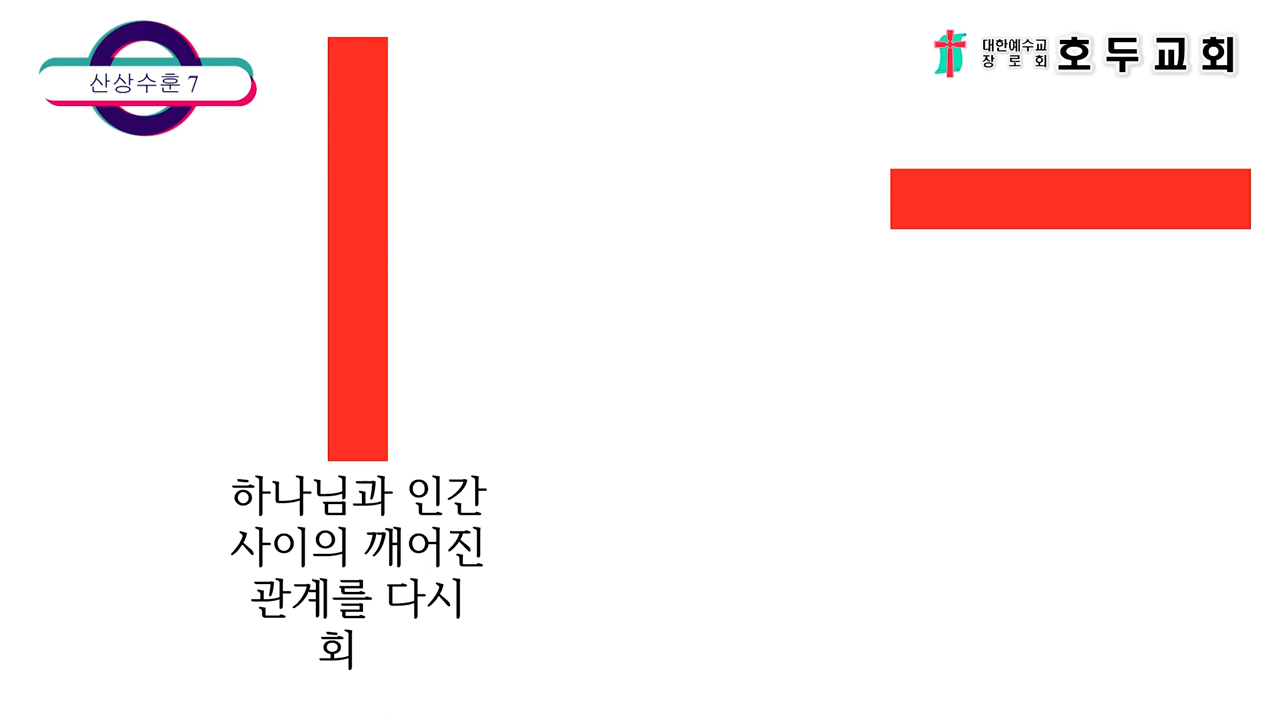 산상수훈 7
대한예수교
장로회
호두교회
하나님과 인간
사이의 깨어진
관계를 다시
회